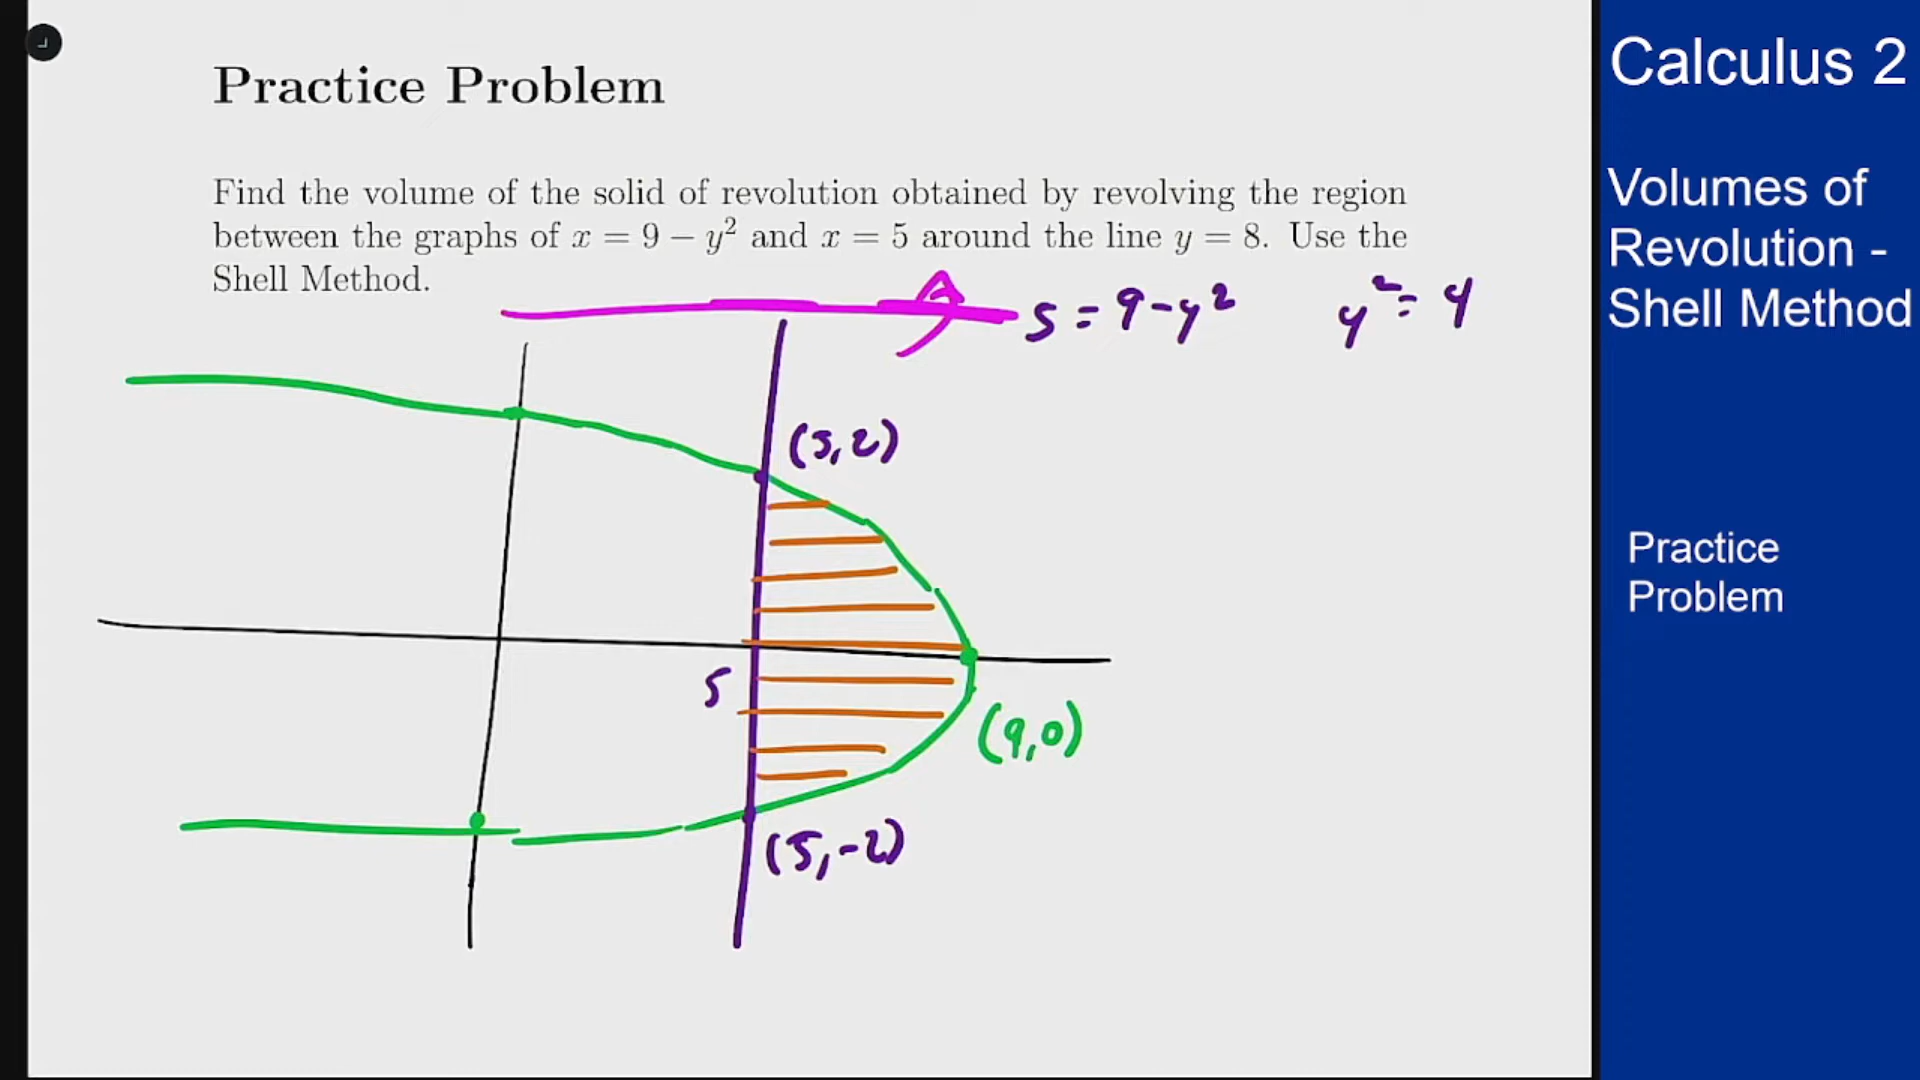 Practice Problem
Find the volume of the solid of revolution obtained by revolving the region
between the graphs of x = 9 − y² and x = 5 around the line y = 8. Use the
Shell Method.
5 = 9-y² y² = 4
(5,2)
5
(9,0)
(5,-2)
Calculus 2
Volumes of
Revolution -
Shell Method
Practice
Problem